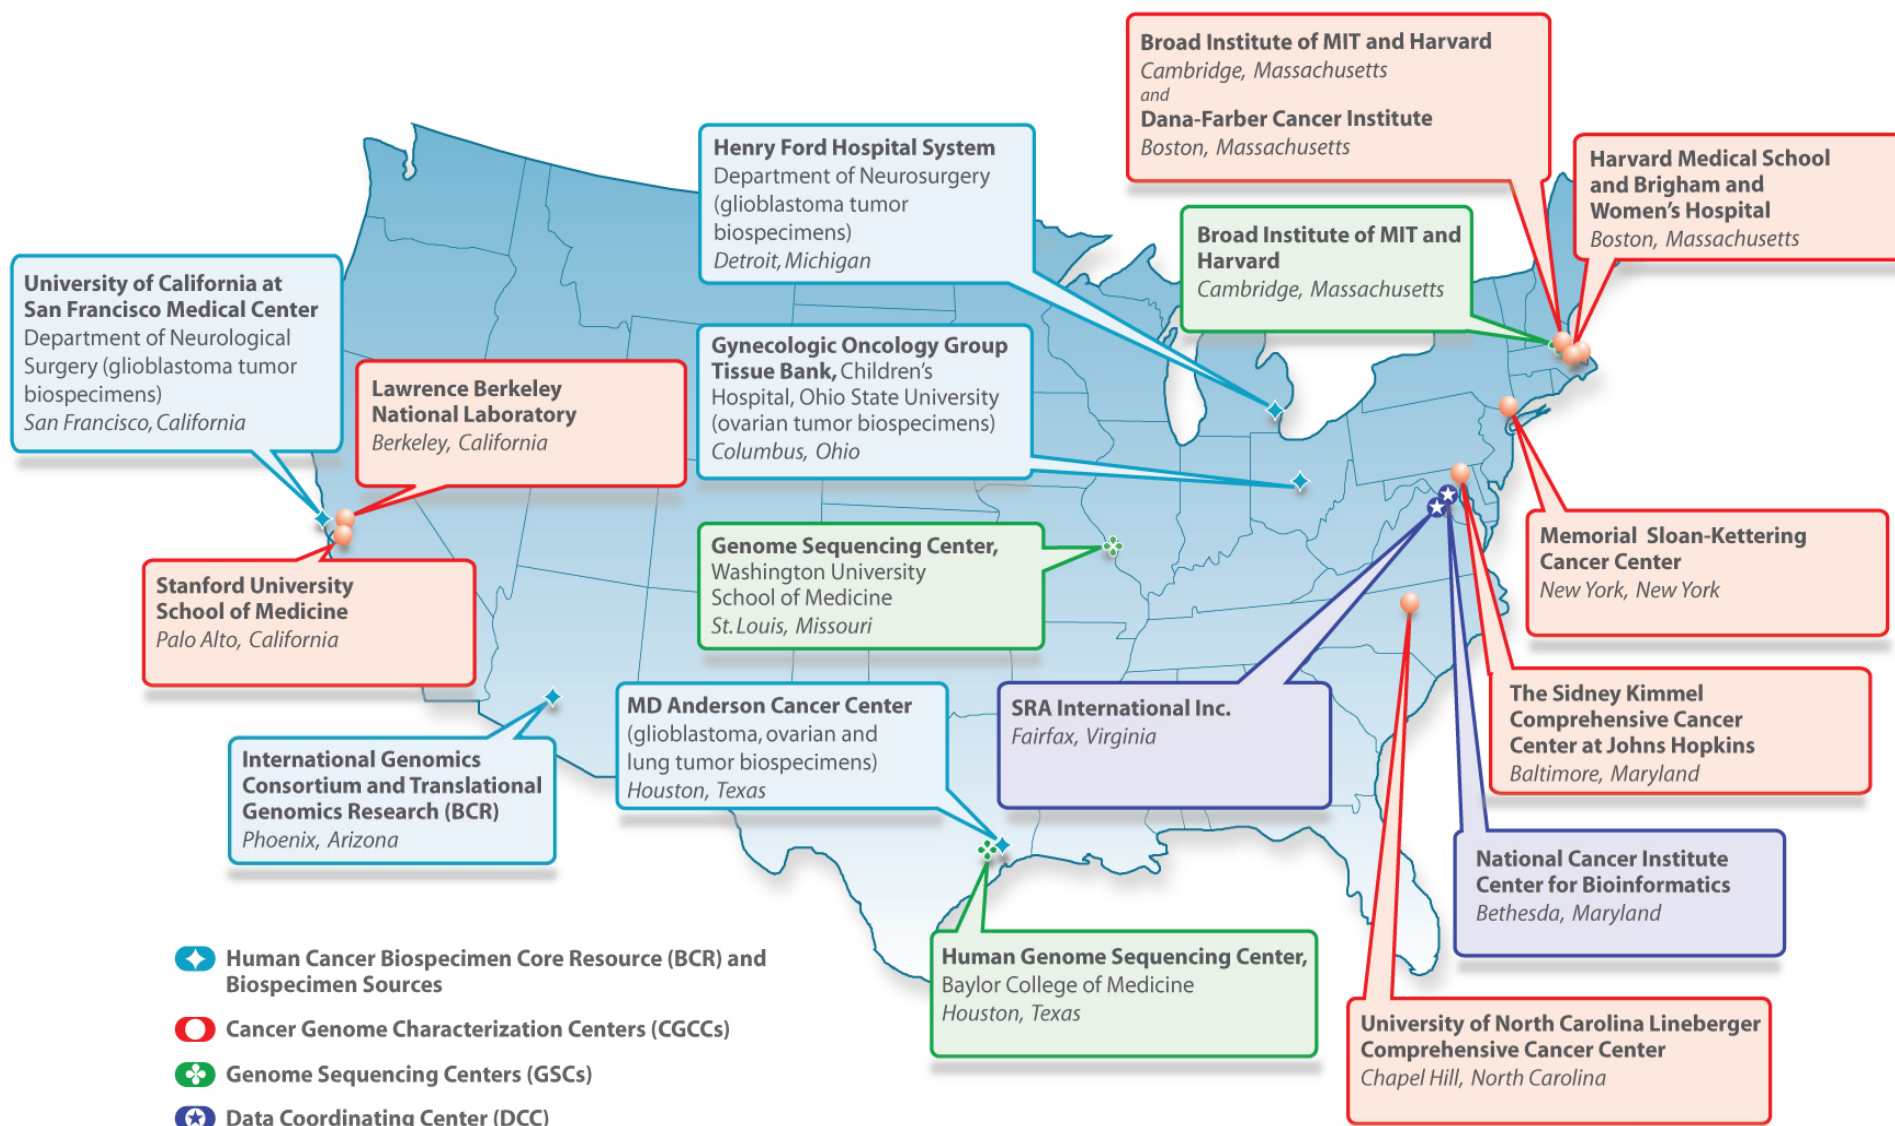 Broad Institute of MIT and Harvard
Cambridge, Massachusetts
and
Dana-Farber Cancer Institute
Boston, Massachusetts
Harvard Medical School
and Brigham and
Women's Hospital
Boston, Massachusetts
Henry Ford Hospital System
Department of Neurosurgery
(glioblastoma tumor
biospecimens)
Detroit, Michigan
Broad Institute of MIT and
Harvard
Cambridge, Massachusetts
University of California at
San Francisco Medical Center
Department of Neurological
Surgery (glioblastoma tumor
biospecimens)
San Francisco, California
Lawrence Berkeley
National Laboratory
Berkeley, California
Gynecologic Oncology Group
Tissue Bank, Children's
Hospital, Ohio State University
(ovarian tumor biospecimens)
Columbus, Ohio
Stanford University
School of Medicine
Palo Alto, California
Genome Sequencing Center,
Washington University
School of Medicine
St. Louis, Missouri
Memorial Sloan-Kettering
Cancer Center
New York, New York
International Genomics
Consortium and Translational
Genomics Research (BCR)
Phoenix, Arizona
MD Anderson Cancer Center
(glioblastoma, ovarian and
lung tumor biospecimens)
Houston, Texas
SRA International Inc.
Fairfax, Virginia
The Sidney Kimmel
Comprehensive Cancer
Center at Johns Hopkins
Baltimore, Maryland
National Cancer Institute
Center for Bioinformatics
Bethesda, Maryland
Human Genome Sequencing Center,
Baylor College of Medicine
Houston, Texas
University of North Carolina Lineberger
Comprehensive Cancer Center
Chapel Hill, North Carolina
Human Cancer Biospecimen Core Resource (BCR) and
Biospecimen Sources
Cancer Genome Characterization Centers (CGCCs)
Genome Sequencing Centers (GSCs)
Data Coordinating Center (DCC)